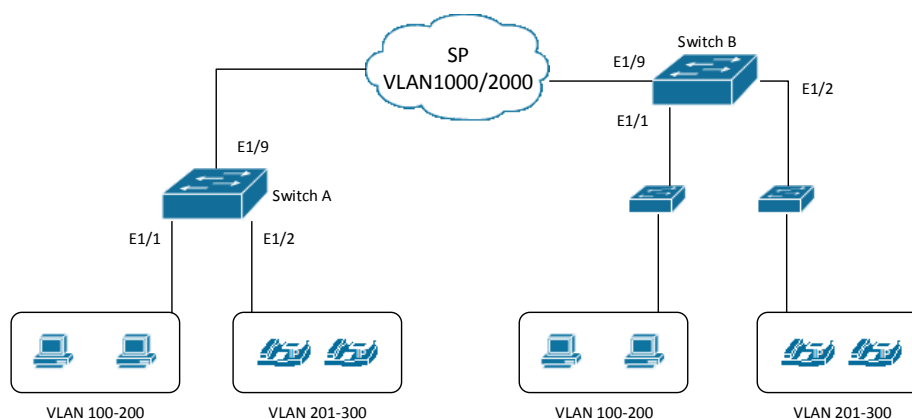 SP
VLAN1000/2000
Switch B
E1/9
E1/2
E1/1
E1/9
Switch A
E1/1
E1/2
VLAN 100-200
VLAN 201-300
VLAN 100-200
VLAN 201-300